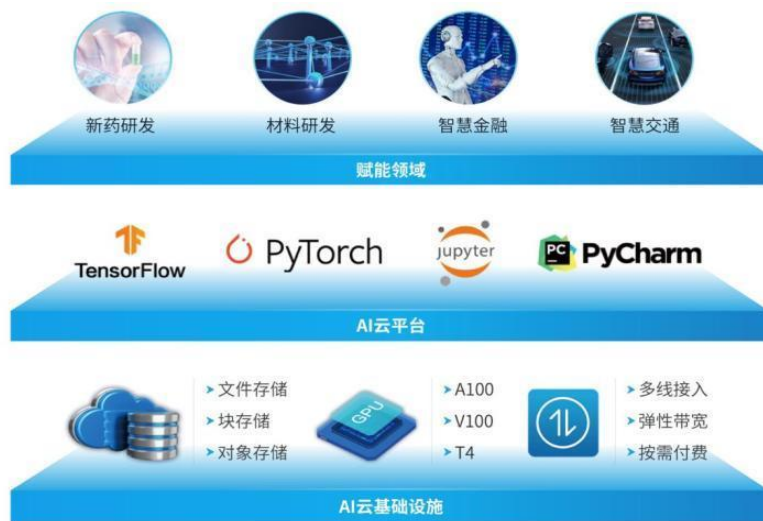 新药研发 材料研发 智慧金融 智慧交通
赋能领域
TensorFlow PyTorch jupyter PC PyCharm
AI云平台
文件存储 A100 多线接入
块存储 GPU V100 弹性带宽
对象存储 T4 按需付费
AI云基础设施